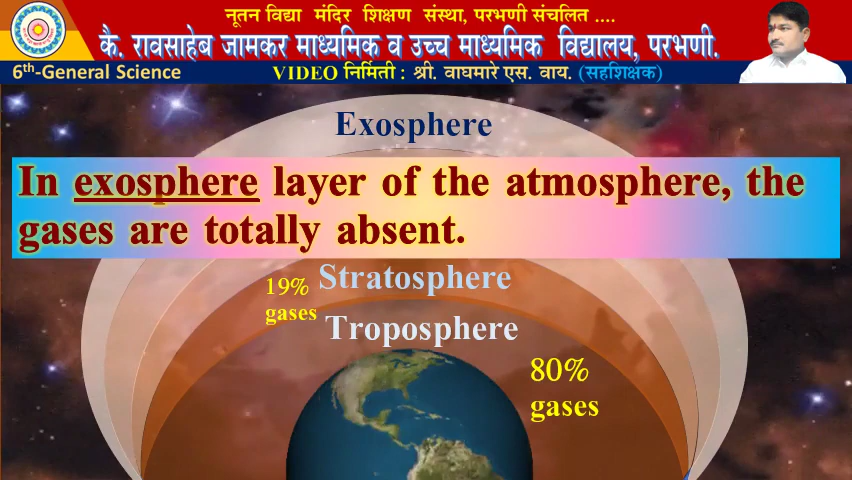 नूतन विद्या मंदिर शिक्षण संस्था, परभणी संचलित ....
कै. रावसाहेब जामकर माध्यमिक व उच्च माध्यमिक विद्यालय, परभणी.
6th-General Science VIDEO निर्मिती : श्री. वाघमारे एस. वाय. (सहशिक्षक)
Exosphere
In exosphere layer of the atmosphere, the
gases are totally absent.
19% Stratosphere
gases
Troposphere
80%
gases